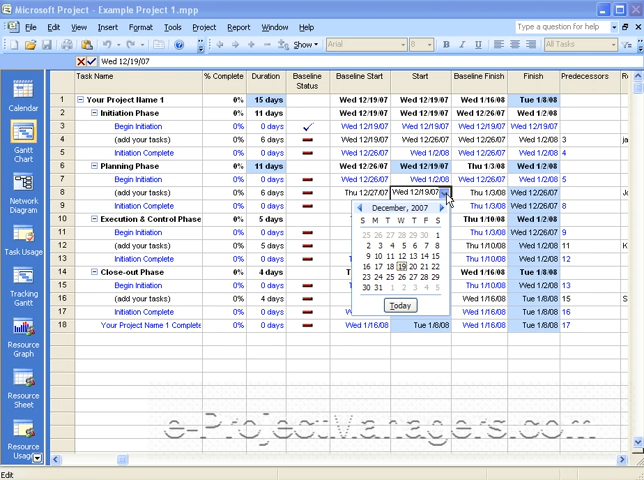 Microsoft Project - Example Project 1.mpp
File Edit View Insert Format Tools Project Report Window Help Type a question for help
Show Arial 8 B I U All Tasks
Wed 12/19/07
Task Name % Complete Duration Baseline Status Baseline Start Start Baseline Finish Finish Predecessors Re
1 Your Project Name 1 0% 15 days Wed 12/19/07 Wed 12/19/07 Wed 1/16/08 Tue 1/8/08
2 Initiation Phase 0% 11 days Wed 12/19/07 Wed 12/19/07 Wed 1/2/08 Wed 1/2/08
3 Begin Initiation 0% 0 days Wed 12/19/07 Wed 12/19/07 Wed 12/19/07 Wed 12/19/07
4 (add your tasks) 0% 6 days Wed 12/26/07 Wed 12/26/07 Wed 1/2/08 Wed 1/2/08 3
5 Initiation Complete 0% 0 days Wed 12/26/07 Wed 1/2/08 Wed 1/2/08 Wed 1/2/08 4
6 Planning Phase 0% 11 days Wed 12/26/07 Wed 12/19/07 Thu 1/3/08 Wed 1/2/08
7 Begin Initiation 0% 0 days Wed 12/26/07 Wed 1/2/08 Wed 1/2/08 Wed 1/2/08 5
8 (add your tasks) 0% 6 days Thu 12/27/07 Wed 12/19/07 Thu 1/3/08 Wed 12/26/07
9 Initiation Complete 0% 0 days Thu 1/3/08 Wed 12/26/07 8
10 Execution & Control Phase 0% 5 days Thu 1/10/08 Wed 1/2/08
11 Begin Initiation 0% 0 days Thu 1/3/08 Wed 12/26/07 9
12 (add your tasks) 0% 5 days Thu 1/10/08 Wed 1/2/08 11
13 Initiation Complete 0% 0 days Thu 1/10/08 Wed 1/2/08 12
14 Close-out Phase 0% 4 days Wed 1/16/08 Tue 1/8/08
15 Begin Initiation 0% 0 days Thu 1/10/08 Wed 1/2/08 13
16 (add your tasks) 0% 4 days Wed 1/16/08 Tue 1/8/08 15
17 Initiation Complete 0% 0 days Wed 1/16/08 Tue 1/8/08 16
18 Your Project Name 1 Complete 0% 0 days Wed 1/16/08 Tue 1/8/08 Wed 1/16/08 Tue 1/8/08 17
December, 2007
S M T W T F S
25 26 27 28 29 30 1
2 3 4 5 6 7 8
9 10 11 12 13 14 15
16 17 18 19 20 21 22
23 24 25 26 27 28 29
30 31 1 2 3 4 5
Today
Calendar
Gantt Chart
Network Diagram
Task Usage
Tracking Gantt
Resource Graph
Resource Sheet
Resource Usage
e-ProjectManagers.com
Edit